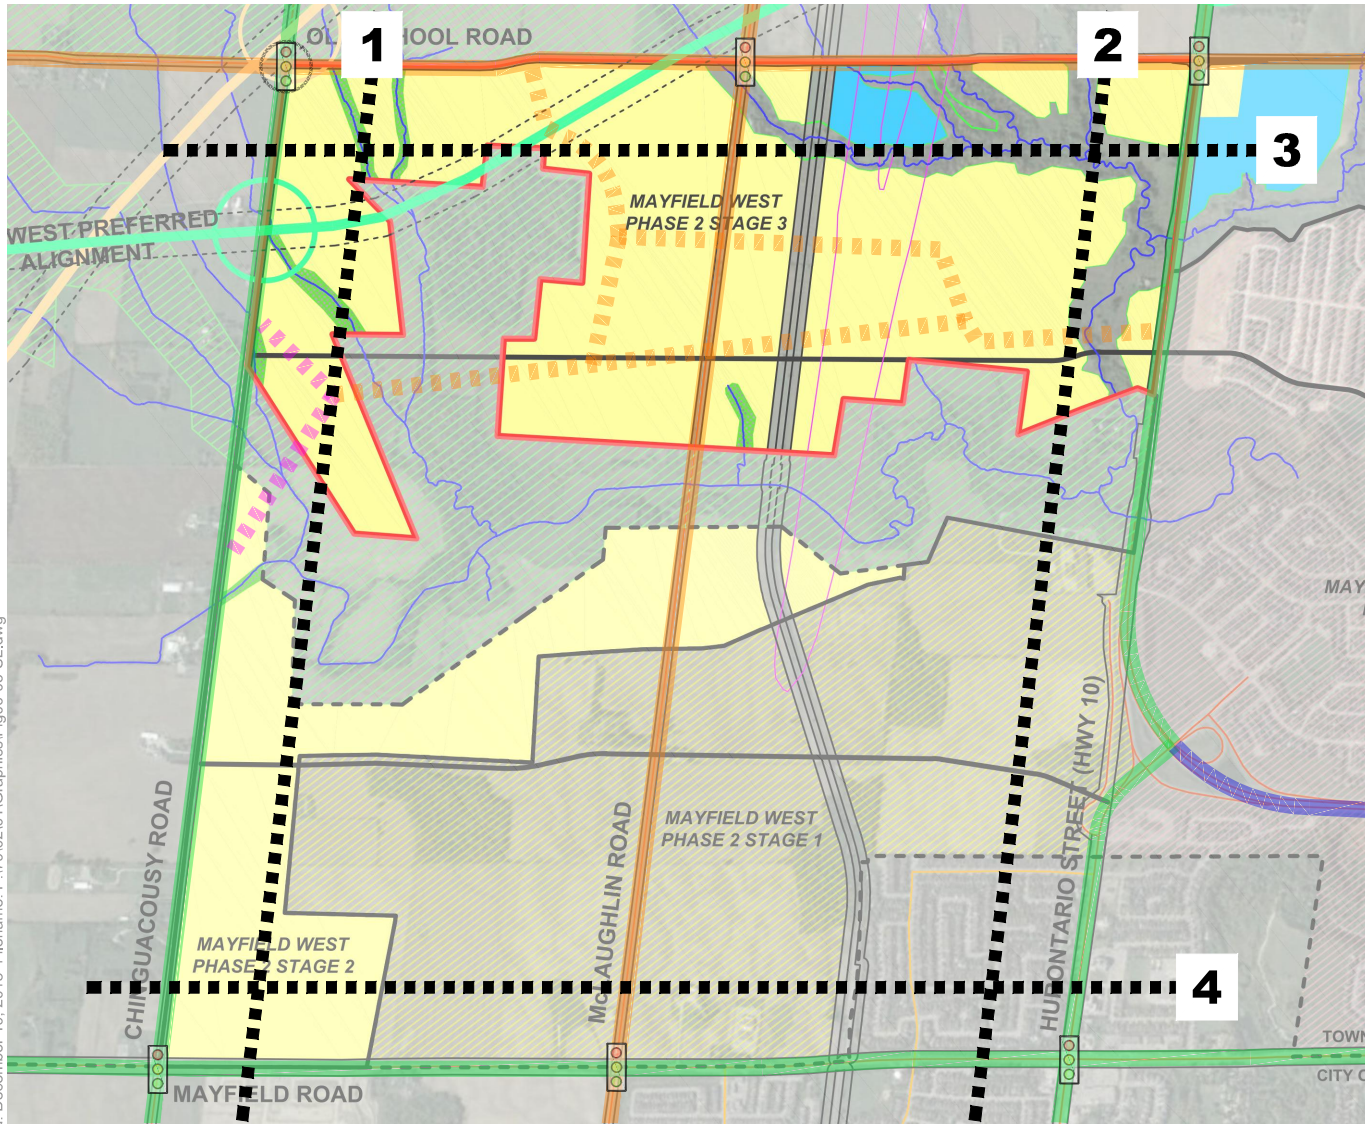 1
2
3
4
HOOL ROAD
WEST PREFERRED
ALIGNMENT
MAYFIELD WEST
PHASE 2 STAGE 3
MAY
HURONTARIO STREET (HWY 10)
CHINGUACOUSY ROAD
McLAUGHLIN ROAD
MAYFIELD WEST
PHASE 2 STAGE 1
MAYFIELD WEST
PHASE 2 STAGE 2
TOWN
CITY
MAYFIELD ROAD